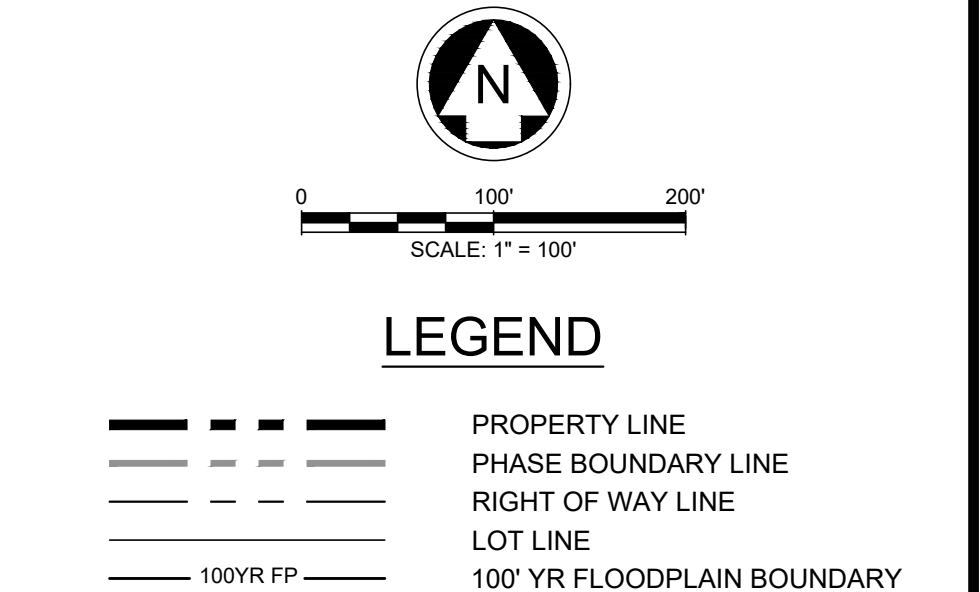 N
0 100' 200'
SCALE: 1" = 100'
LEGEND
PROPERTY LINE
PHASE BOUNDARY LINE
RIGHT OF WAY LINE
LOT LINE
100YR FP 100' YR FLOODPLAIN BOUNDARY